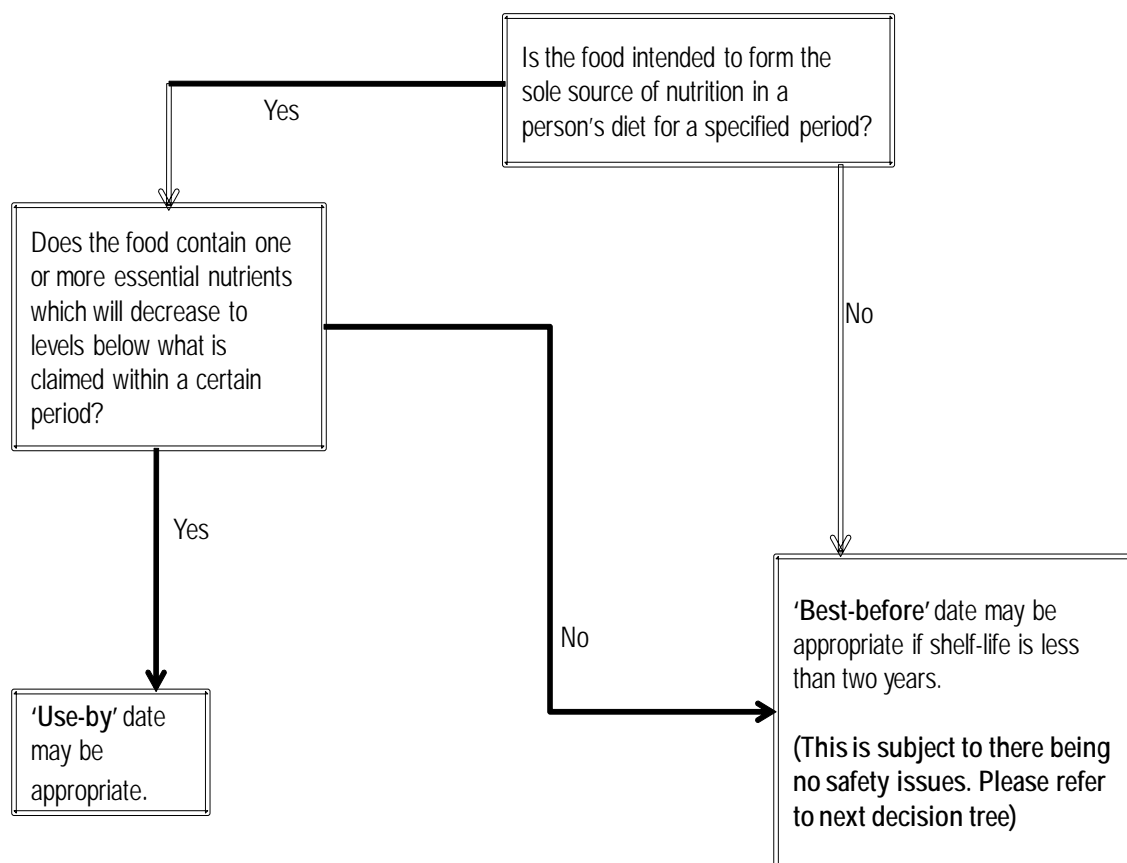 Is the food intended to form the
sole source of nutrition in a
person's diet for a specified period?
Yes
Does the food contain one
or more essential nutrients
which will decrease to
levels below what is
claimed within a certain
period?
No
Yes
No
'Use-by' date
may be
appropriate.
'Best-before' date may be
appropriate if shelf-life is less
than two years.
(This is subject to there being
no safety issues. Please refer
to next decision tree)